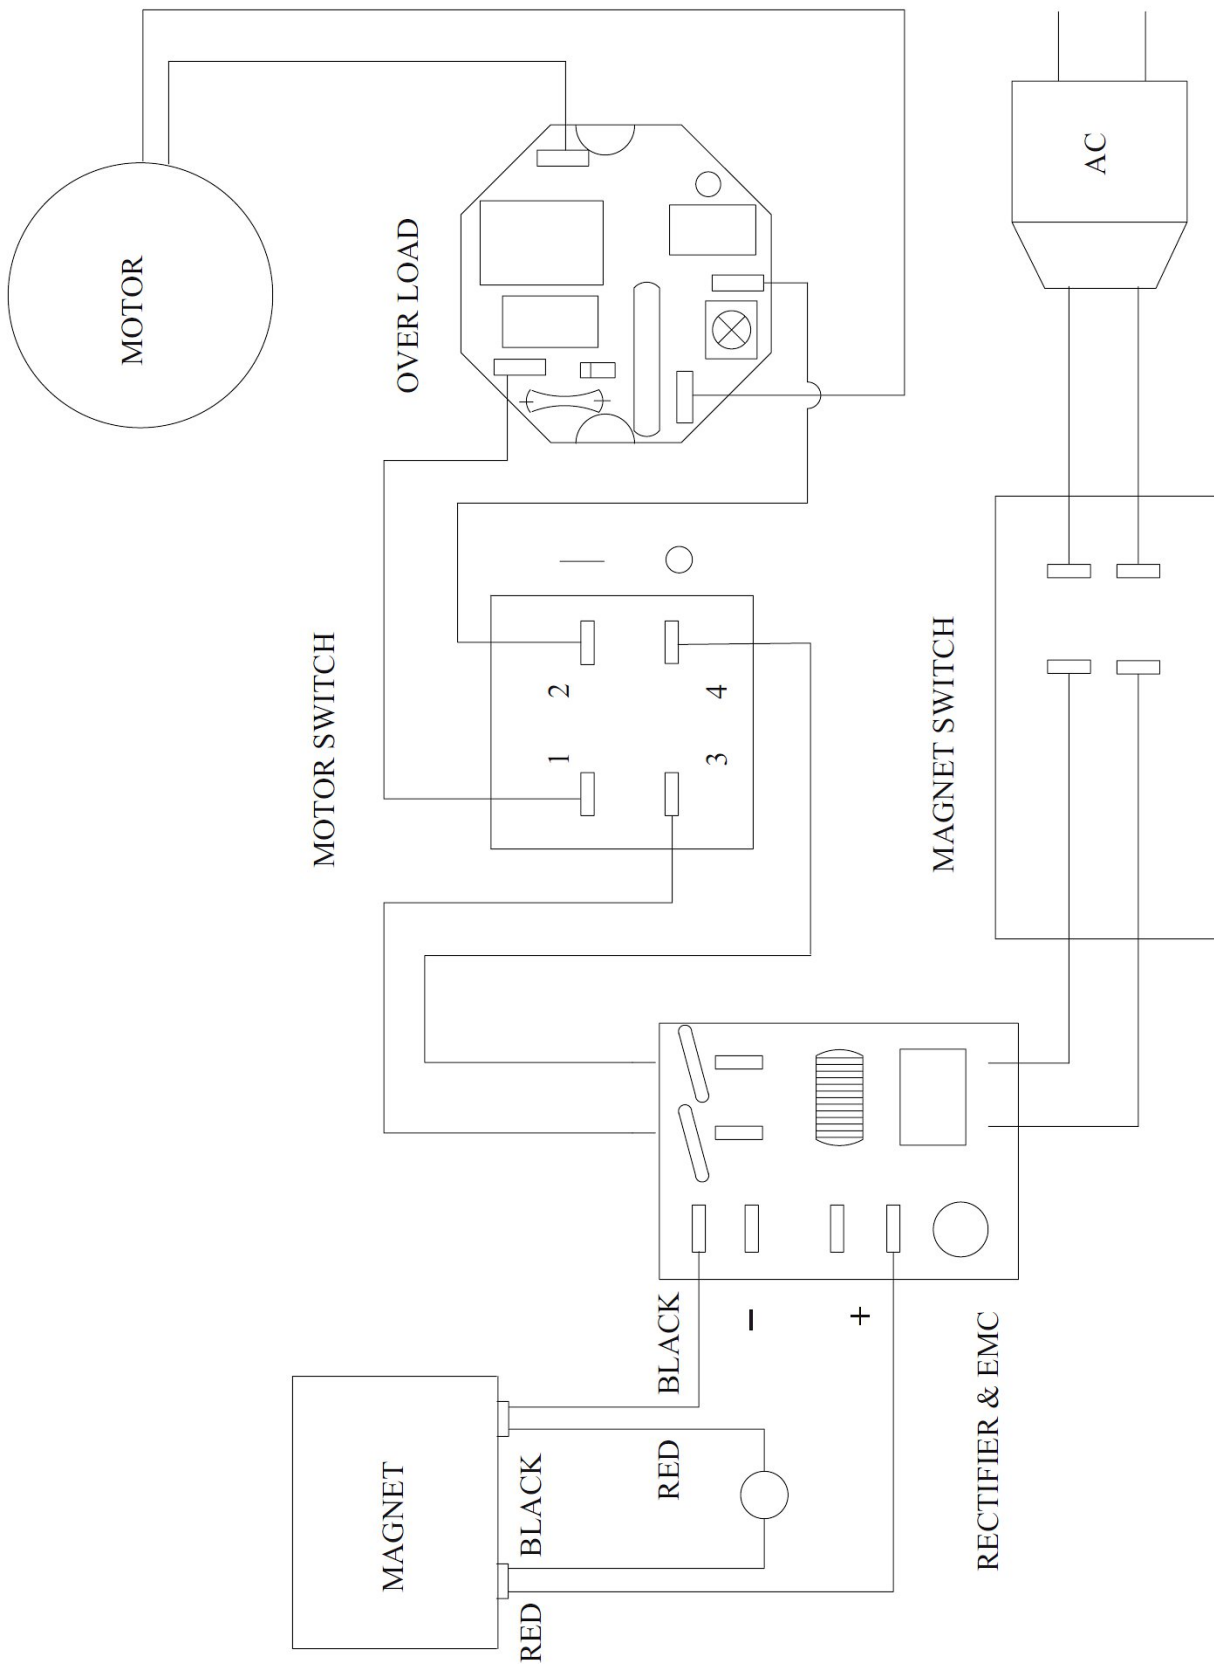 MOTOR
OVER LOAD
AC
MOTOR SWITCH
1
2
3
4
MAGNET SWITCH
MAGNET
RED
BLACK
RED
BLACK
−
+
RECTIFIER & EMC